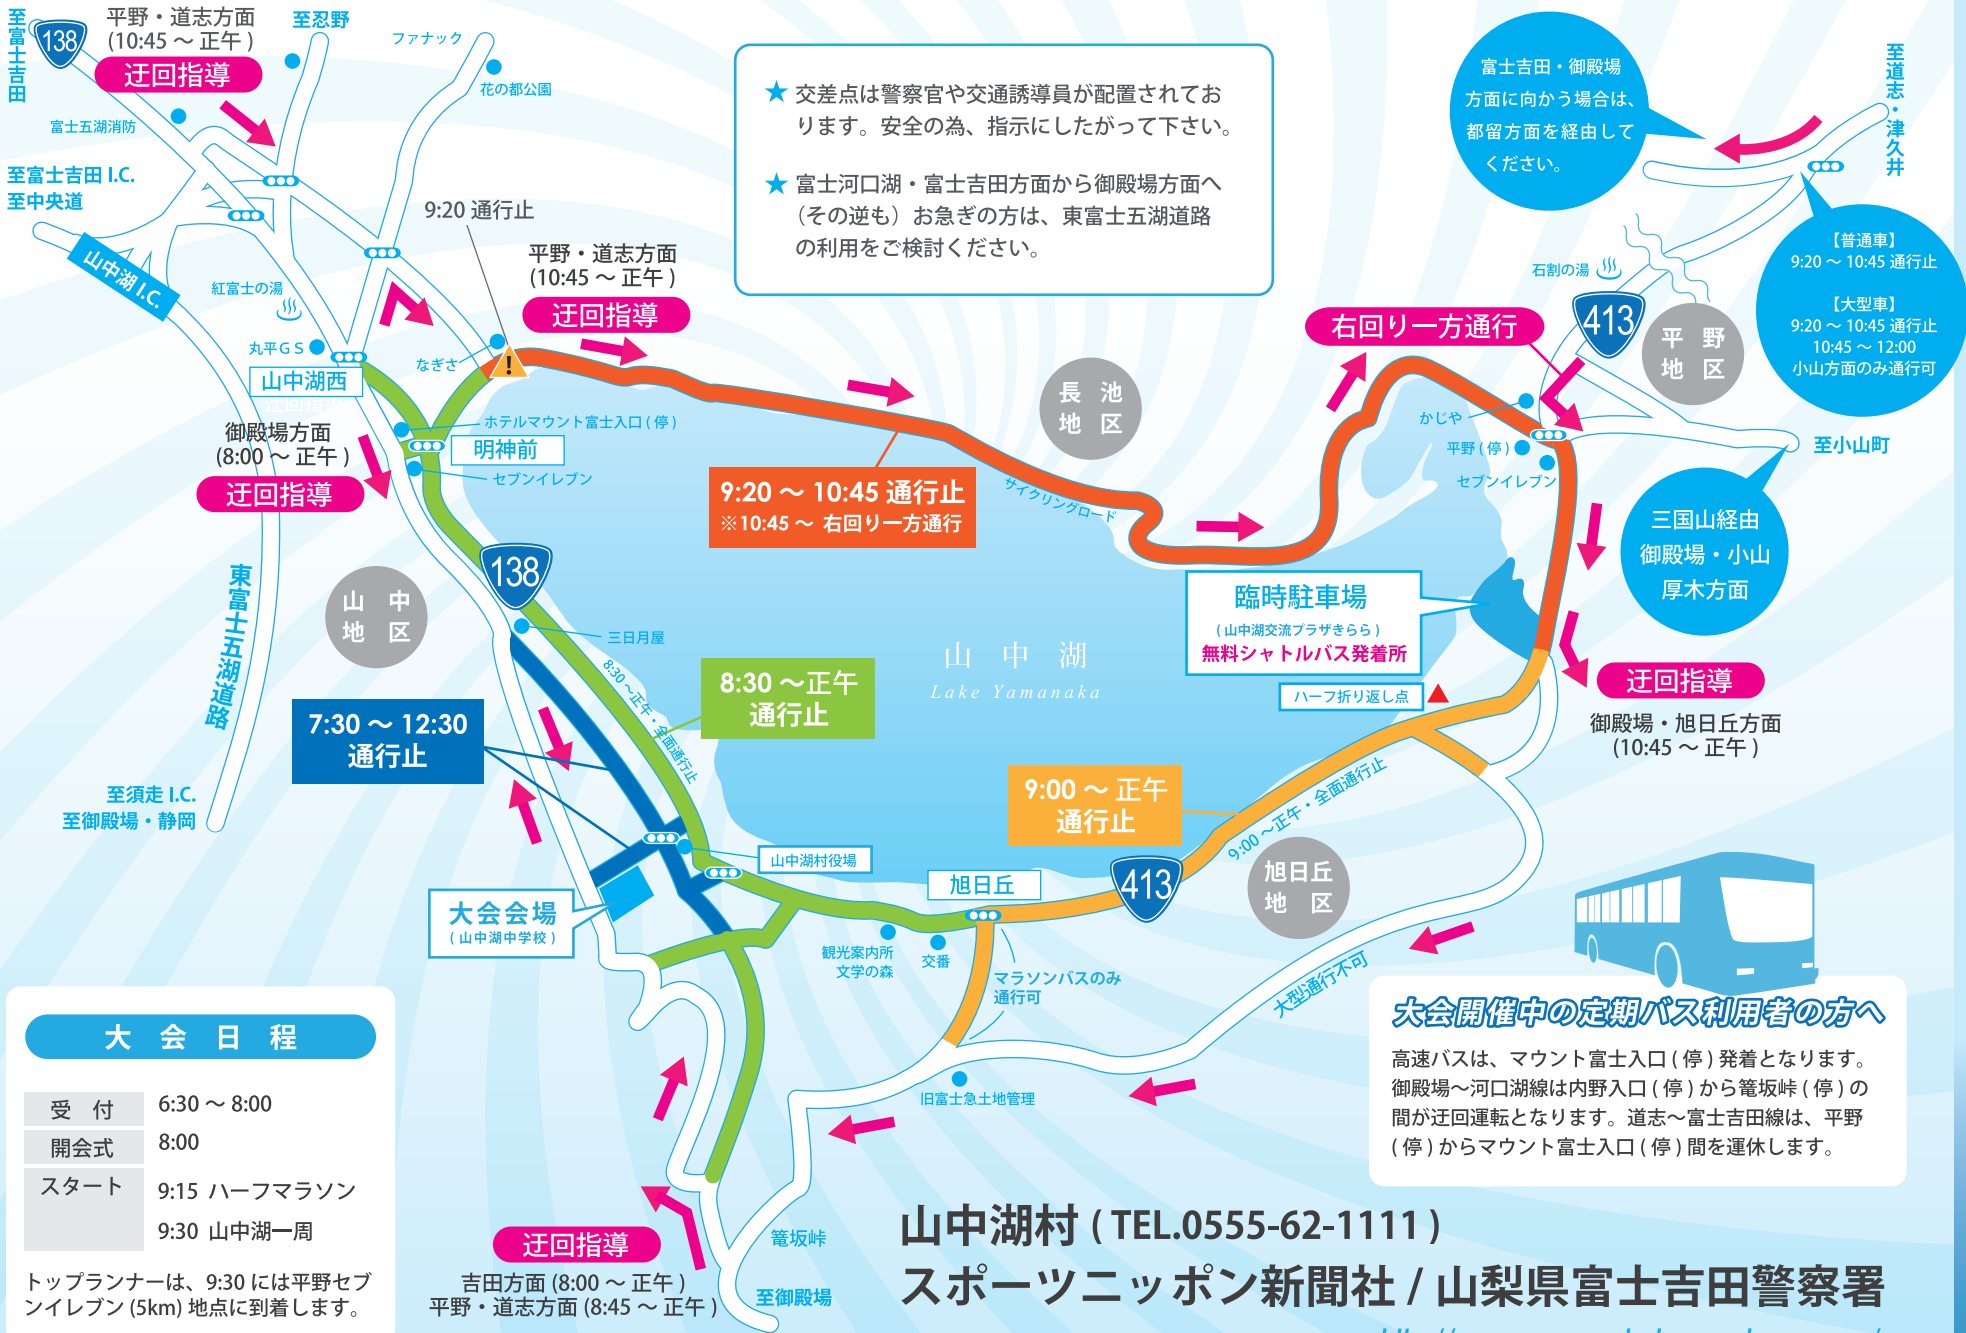 至富士吉田
138
平野・道志方面
(10:45 ～ 正午 )
迂回指導
至忍野
ファナック
花の都公園
富士五湖消防
至富士吉田 I.C.
至中央道
山中湖 I.C.
紅富士の湯
丸平GS
山中湖西
御殿場方面
(8:00 ～ 正午 )
迂回指導
9:20 通行止
平野・道志方面
(10:45 ～ 正午 )
迂回指導
なぎさ
ホテルマウント富士入口 ( 停 )
明神前
セブンイレブン
★ 交差点は警察官や交通誘導員が配置されてお
ります。安全の為、指示にしたがって下さい。
★ 富士河口湖・富士吉田方面から御殿場方面へ
（その逆も）お急ぎの方は、東富士五湖道路
の利用をご検討ください。
富士吉田・御殿場
方面に向かう場合は、
都留方面を経由して
ください。
至道志・津久井
【普通車】
9:20 ～ 10:45 通行止
【大型車】
9:20 ～ 10:45 通行止
10:45 ～ 12:00
小山方面のみ通行可
石割の湯
413
平野
地区
右回り一方通行
長池
地区
かじや
平野 ( 停 )
セブンイレブン
至小山町
三国山経由
御殿場・小山
厚木方面
9:20 ～ 10:45 通行止
※10:45 ～ 右回り一方通行
サイクリングロード
138
山中
地区
東富士五湖道路
三日月屋
8:30 ～正午・全面通行止
8:30 ～正午
通行止
7:30 ～ 12:30
通行止
山中湖
Lake Yamanaka
臨時駐車場
( 山中湖交流プラザきらら )
無料シャトルバス発着所
ハーフ折り返し点
迂回指導
御殿場・旭日丘方面
(10:45 ～ 正午 )
至須走 I.C.
至御殿場・静岡
9:00 ～ 正午
通行止
9:00 ～正午・全面通行止
山中湖村役場
旭日丘
413
旭日丘
地区
大会会場
( 山中湖中学校 )
観光案内所
文学の森
交番
マラソンバスのみ
通行可
大型通行不可
旧富士急土地管理
大会開催中の定期バス利用者の方へ
高速バスは、マウント富士入口 ( 停 ) 発着となります。
御殿場～河口湖線は内野入口 ( 停 ) から篭坂峠 ( 停 ) の
間が迂回運転となります。道志～富士吉田線は、平野
( 停 ) からマウント富士入口 ( 停 ) 間を運休します。
大会日程
受付 6:30 ～ 8:00
開会式 8:00
スタート 9:15 ハーフマラソン
9:30 山中湖一周
トップランナーは、9:30 には平野セブ
ンイレブン (5km) 地点に到着します。
迂回指導
吉田方面 (8:00 ～ 正午 )
平野・道志方面 (8:45 ～ 正午 )
篭坂峠
至御殿場
山中湖村 ( TEL.0555-62-1111 )
スポーツニッポン新聞社 / 山梨県富士吉田警察署